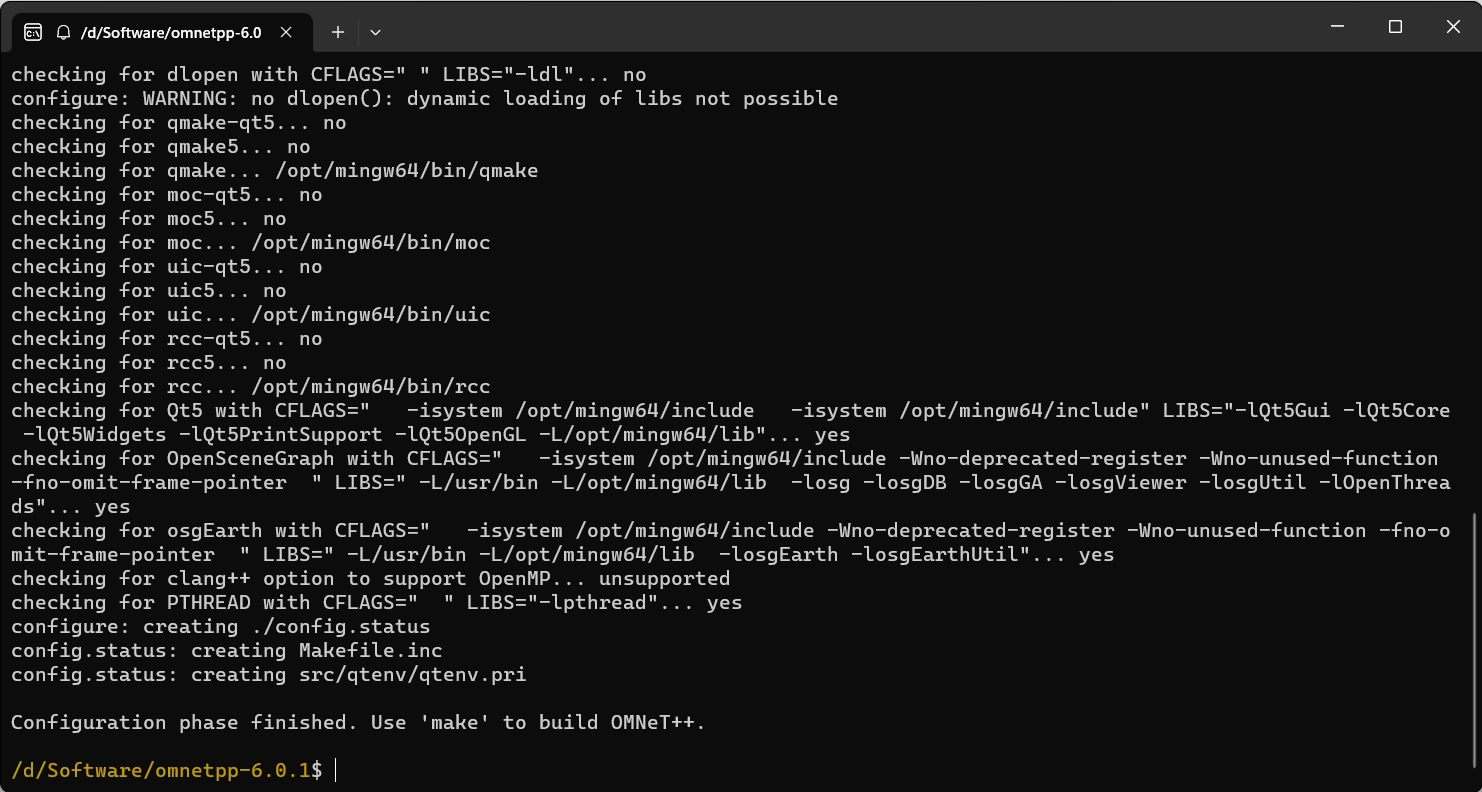 /d/Software/omnetpp-6.0
checking for dlopen with CFLAGS=" " LIBS="-ldl"... no
configure: WARNING: no dlopen(): dynamic loading of libs not possible
checking for qmake-qt5... no
checking for qmake5... no
checking for qmake... /opt/mingw64/bin/qmake
checking for moc-qt5... no
checking for moc5... no
checking for moc... /opt/mingw64/bin/moc
checking for uic-qt5... no
checking for uic5... no
checking for uic... /opt/mingw64/bin/uic
checking for rcc-qt5... no
checking for rcc5... no
checking for rcc... /opt/mingw64/bin/rcc
checking for Qt5 with CFLAGS="   -isystem /opt/mingw64/include   -isystem /opt/mingw64/include" LIBS="-lQt5Gui -lQt5Core
 -lQt5Widgets -lQt5PrintSupport -lQt5OpenGL -L/opt/mingw64/lib"... yes
checking for OpenSceneGraph with CFLAGS="   -isystem /opt/mingw64/include -Wno-deprecated-register -Wno-unused-function
-fno-omit-frame-pointer  " LIBS=" -L/usr/bin -L/opt/mingw64/lib  -losg -losgDB -losgGA -losgViewer -losgUtil -lOpenThrea
ds"... yes
checking for osgEarth with CFLAGS="   -isystem /opt/mingw64/include -Wno-deprecated-register -Wno-unused-function -fno-o
mit-frame-pointer  " LIBS=" -L/usr/bin -L/opt/mingw64/lib  -losgEarth -losgEarthUtil"... yes
checking for clang++ option to support OpenMP... unsupported
checking for PTHREAD with CFLAGS="  " LIBS="-lpthread"... yes
configure: creating ./config.status
config.status: creating Makefile.inc
config.status: creating src/qtenv/qtenv.pri
Configuration phase finished. Use 'make' to build OMNeT++.
/d/Software/omnetpp-6.0.1$